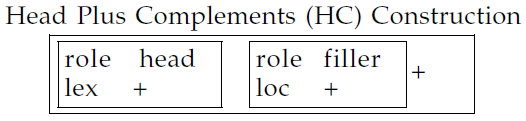 Head Plus Complements (HC) Construction
role head role filler +
lex + loc +